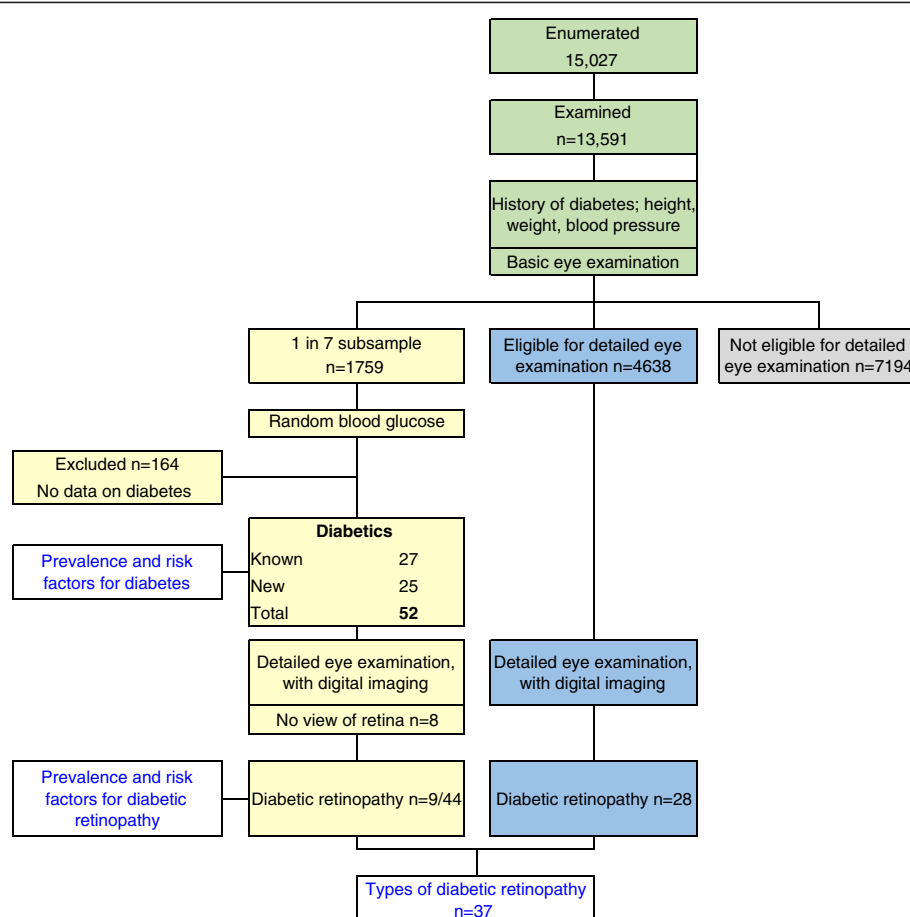 Enumerated
15,027
Examined
n=13,591
History of diabetes; height,
weight, blood pressure
Basic eye examination
1 in 7 subsample
n=1759
Eligible for detailed eye
examination n=4638
Not eligible for detailed
eye examination n=7194
Random blood glucose
Excluded n=164
No data on diabetes
Diabetics
Known 27
New 25
Total 52
Prevalence and risk
factors for diabetes
Detailed eye examination,
with digital imaging
No view of retina n=8
Detailed eye examination,
with digital imaging
Prevalence and risk
factors for diabetic
retinopathy
Diabetic retinopathy n=9/44
Diabetic retinopathy n=28
Types of diabetic retinopathy
n=37